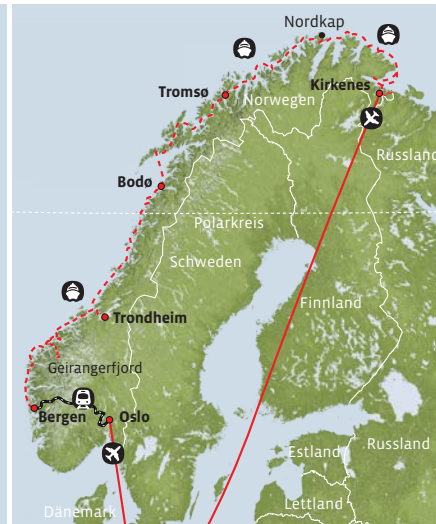 Nordkap
Tromsø
Kirkenes
Norwegen
Russland
Bodø
Polarkreis
Schweden
Finnland
Trondheim
Geirangerfjord
Bergen
Oslo
Estland
Russland
Dänemark
Lettland